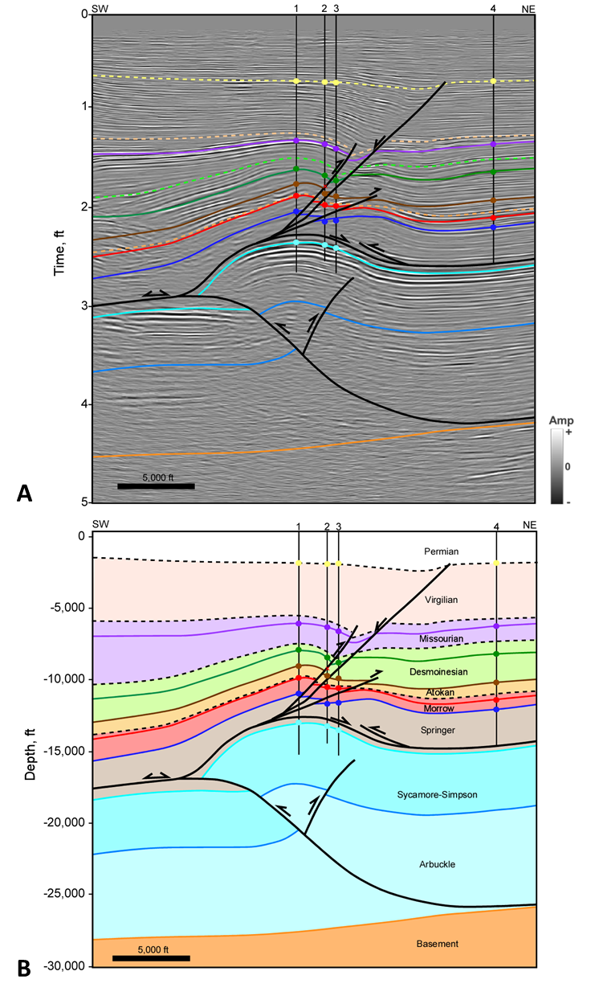 SW 1 2 3 4 NE
0
1
2
Time, ft
3
4
5
5,000 ft
Amp
+
0
-
A
SW 1 2 3 4 NE
0
Permian
Virgilian
-5,000
Missourian
Desmoinesian
-10,000
Atokan
Morrow
Springer
Depth, ft
-15,000
Sycamore-Simpson
-20,000
Arbuckle
-25,000
Basement
5,000 ft
-30,000
B